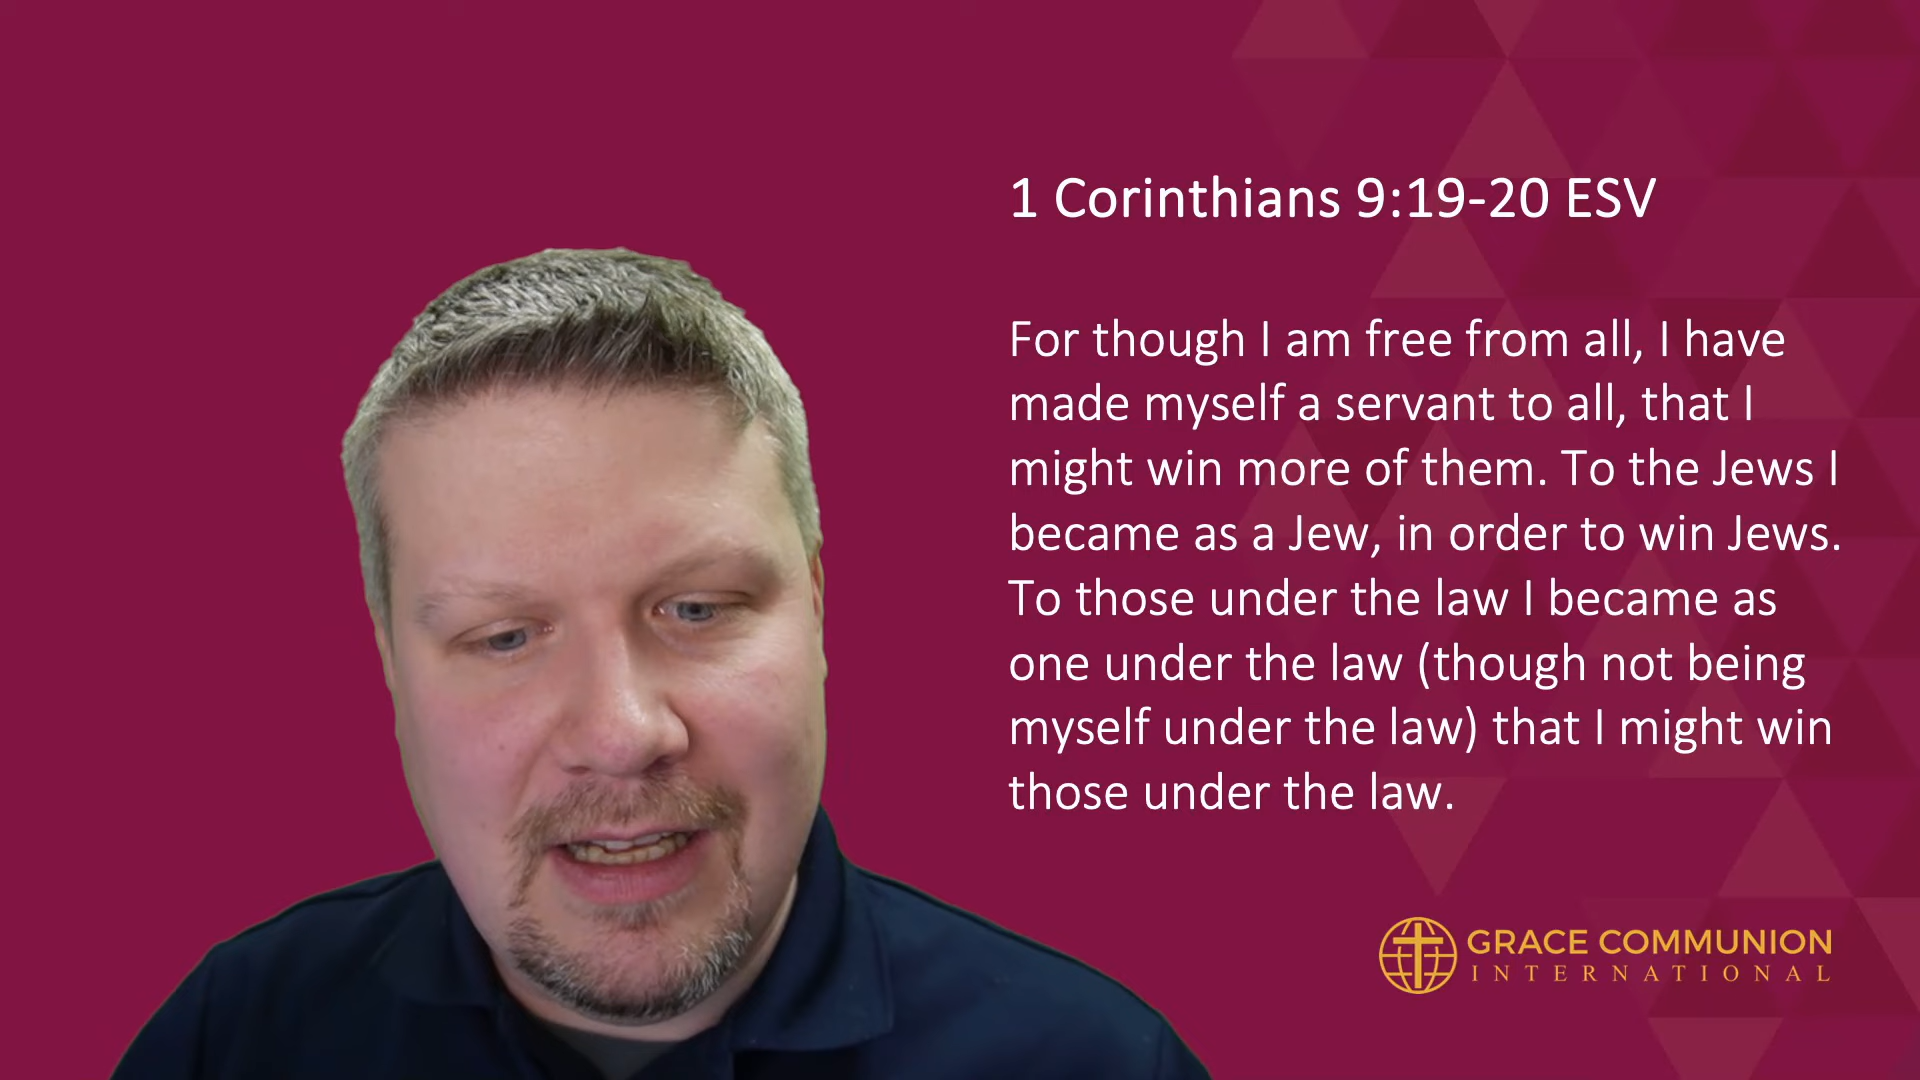 1 Corinthians 9:19-20 ESV
For though I am free from all, I have
made myself a servant to all, that I
might win more of them. To the Jews I
became as a Jew, in order to win Jews.
To those under the law I became as
one under the law (though not being
myself under the law) that I might win
those under the law.
GRACE COMMUNION
INTERNATIONAL